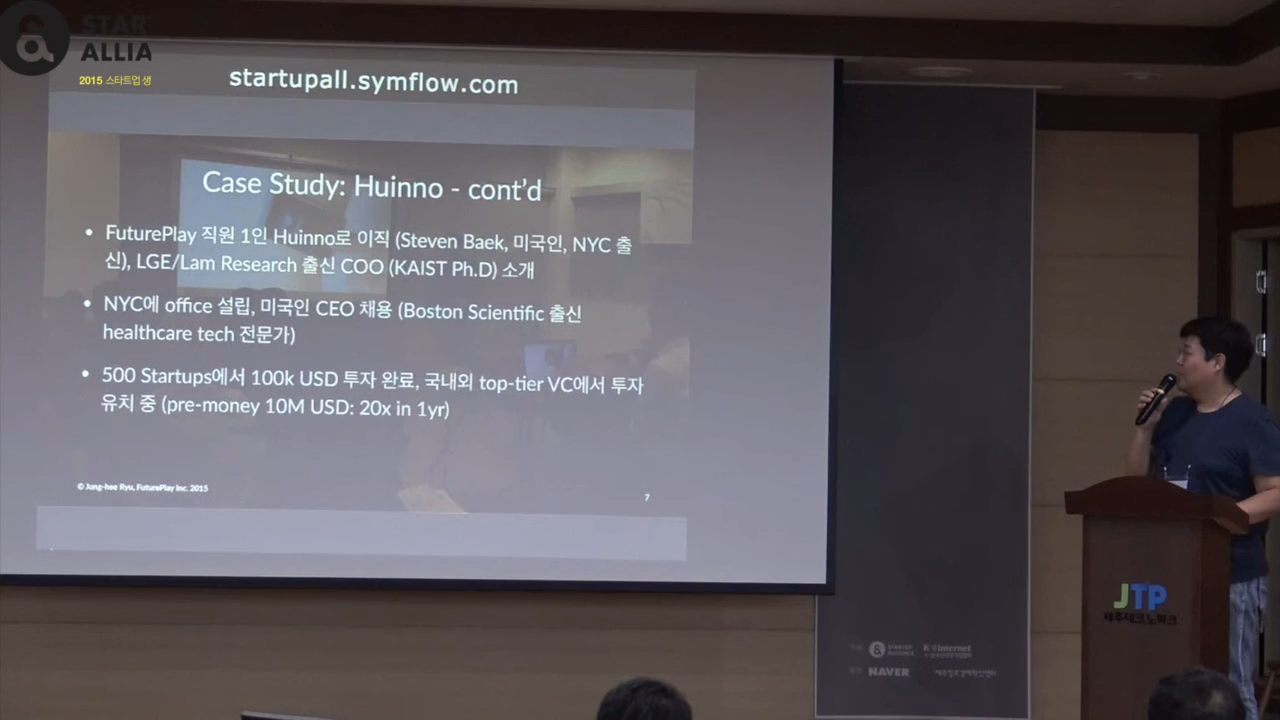 STAR
ALLIA
2015 스타트업 생
startupall.symflow.com
Case Study: Huinno - cont’d
• FuturePlay 직원 1인 Huinno로 이직 (Steven Baek, 미국인, NYC 출
신), LGE/Lam Research 출신 COO (KAIST Ph.D) 소개
• NYC에 office 설립, 미국인 CEO 채용 (Boston Scientific 출신
healthcare tech 전문가)
• 500 Startups에서 100k USD 투자 완료, 국내외 top-tier VC에서 투자
유치 중 (pre-money 10M USD: 20x in 1yr)
© Jung-hee Ryu, FuturePlay Inc. 2015
7
JTP
제주테크노파크
STARTUP
ALLIANCE
K Internet
NAVER